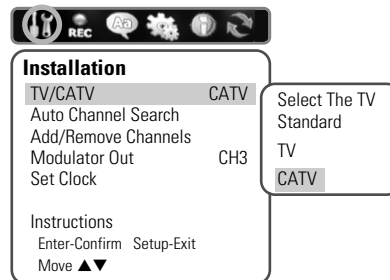 REC
Aa
Installation
TV/CATV CATV
Auto Channel Search
Add/Remove Channels
Modulator Out CH3
Set Clock
Instructions
Enter-Confirm Setup-Exit
Move ▲▼
Select The TV
Standard
TV
CATV